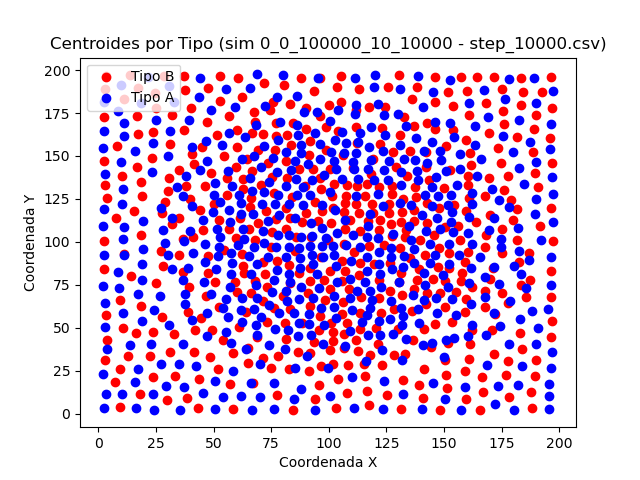 Centroides por Tipo (sim 0_0_100000_10_10000 - step_10000.csv)
Tipo B
Tipo A
200
175
150
125
100
75
50
25
0
Coordenada Y
0 25 50 75 100 125 150 175 200
Coordenada X